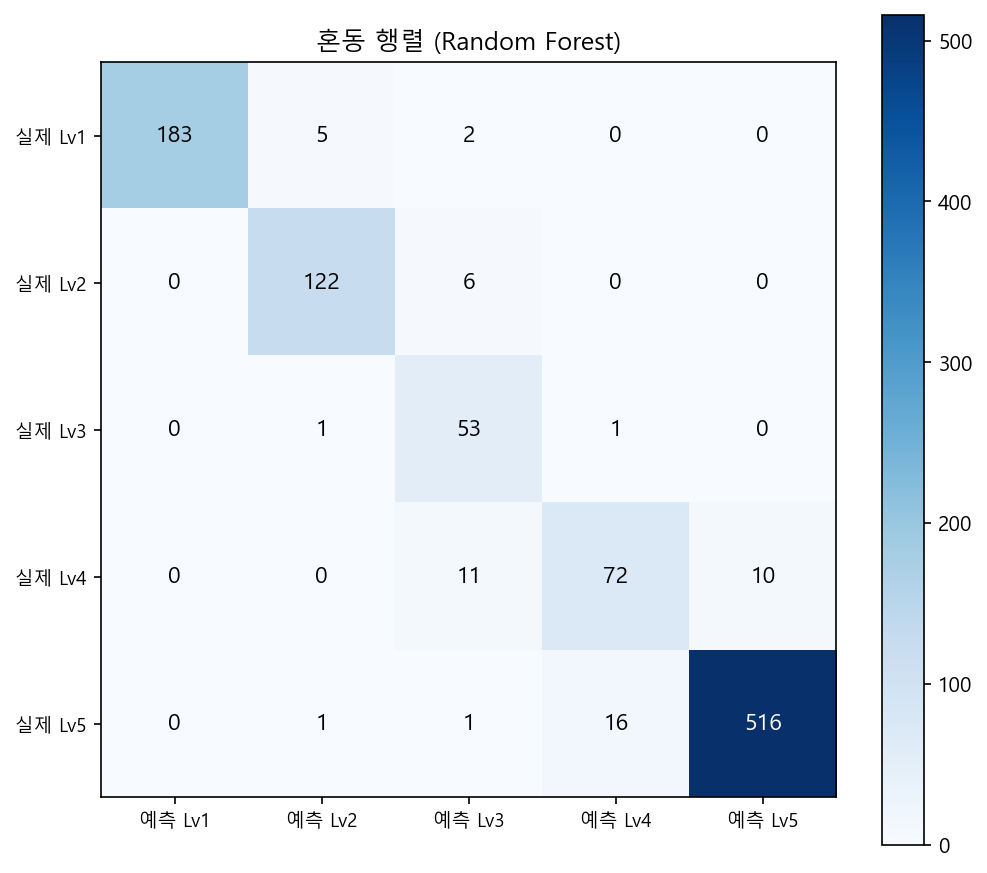 혼동 행렬 (Random Forest)
실제 Lv1 183 5 2 0 0
실제 Lv2 0 122 6 0 0
실제 Lv3 0 1 53 1 0
실제 Lv4 0 0 11 72 10
실제 Lv5 0 1 1 16 516
예측 Lv1 예측 Lv2 예측 Lv3 예측 Lv4 예측 Lv5
500
400
300
200
100
0